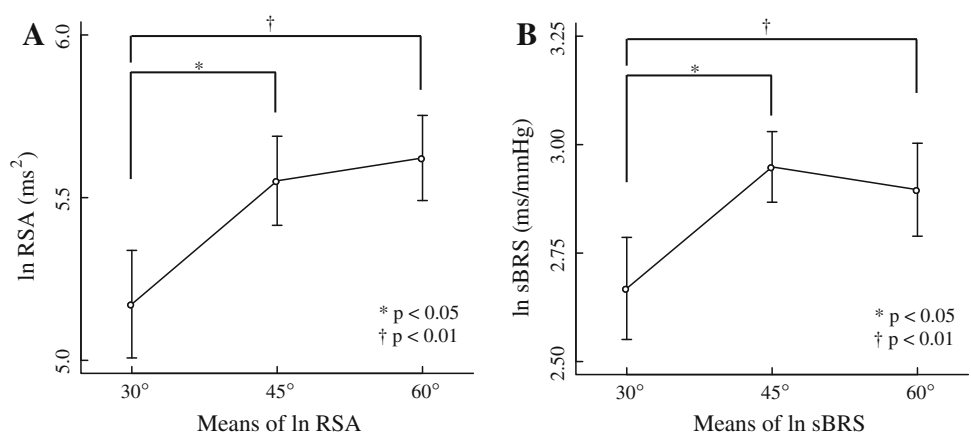 A
ln RSA (ms²)
6.0
5.5
5.0
†
*
* p < 0.05
† p < 0.01
30° 45° 60°
Means of ln RSA
B
ln sBRS (ms/mmHg)
3.25
3.00
2.75
2.50
†
*
* p < 0.05
† p < 0.01
30° 45° 60°
Means of ln sBRS